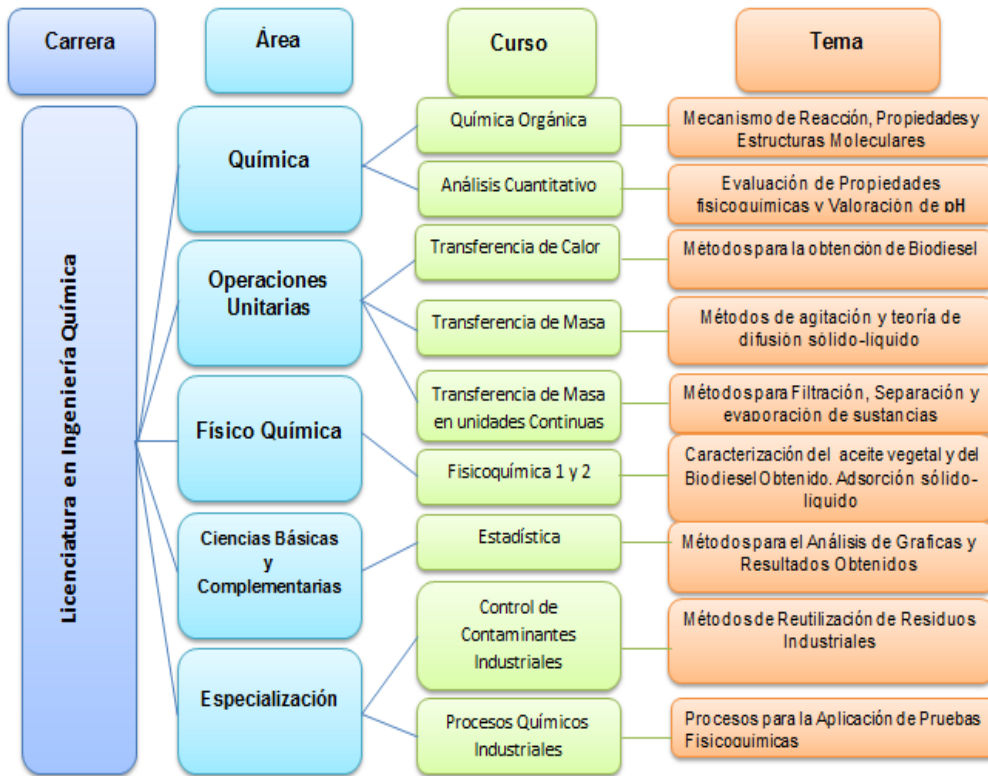 Carrera
Área
Curso
Tema
Licenciatura en Ingeniería Química
Química
Química Orgánica
Mecanismo de Reacción, Propiedades y
Estructuras Moleculares
Análisis Cuantitativo
Evaluación de Propiedades
fisicoquímicas y Valoración de pH
Operaciones
Unitarias
Transferencia de Calor
Métodos para la obtención de Biodiesel
Transferencia de Masa
Métodos de agitación y teoría de
difusión sólido-líquido
Transferencia de Masa
en unidades Continuas
Métodos para Filtración, Separación y
evaporación de sustancias
Físico Química
Fisicoquímica 1 y 2
Caracterización del aceite vegetal y del
Biodiesel Obtenido. Adsorción sólido-
líquido
Ciencias Básicas
y
Complementarias
Estadística
Métodos para el Análisis de Graficas y
Resultados Obtenidos
Especialización
Control de
Contaminantes
Industriales
Métodos de Reutilización de Residuos
Industriales
Procesos Químicos
Industriales
Procesos para la Aplicación de Pruebas
Fisicoquímicas